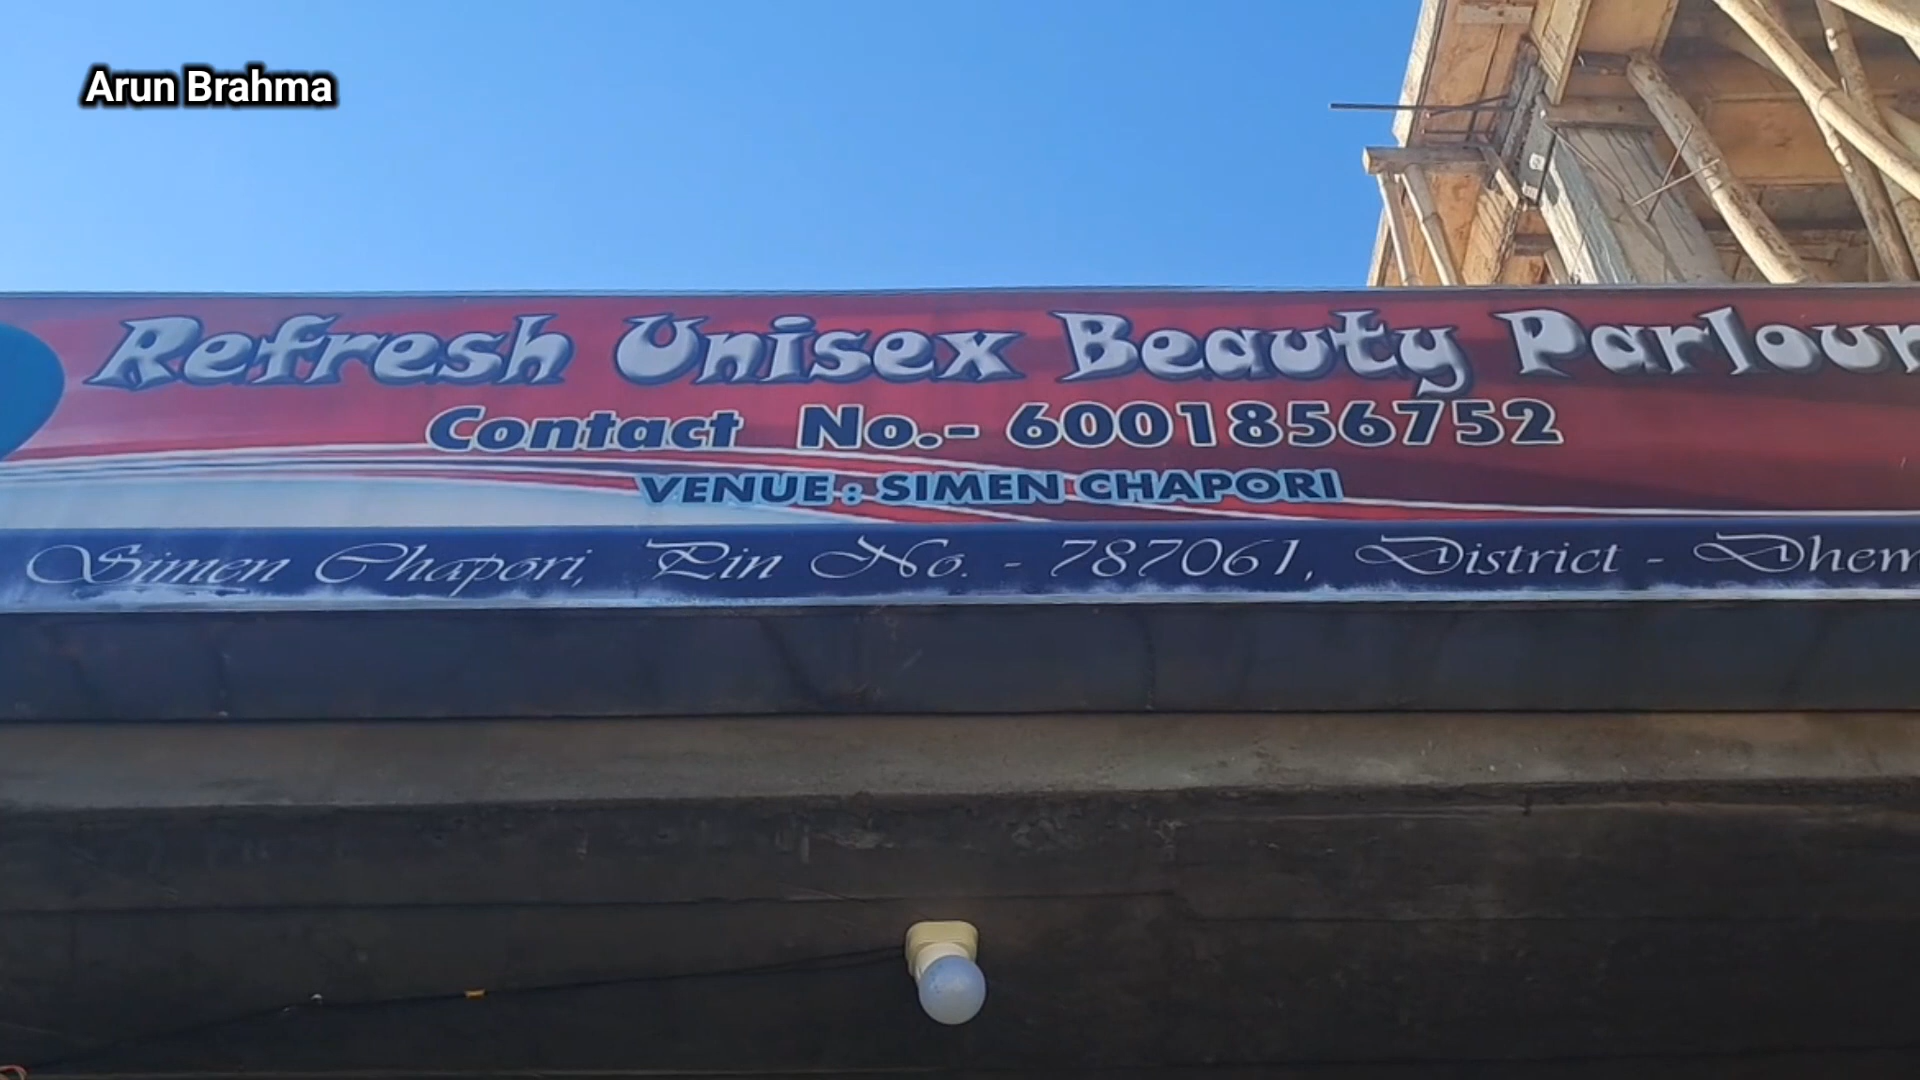 Arun Brahma
Refresh Unisex Beauty Parlour
Contact No.- 6001856752
VENUE : SIMEN CHAPORI
Simen Chapori, Pin No. - 787061, District - Dhem